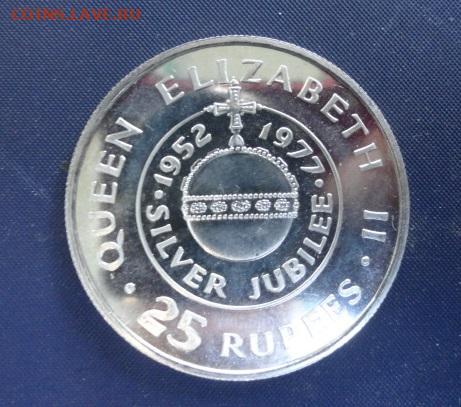 COINS.LAVE.RU
QUEEN ELIZABETH II
1952 · 1977
SILVER JUBILEE
25 RUPEES